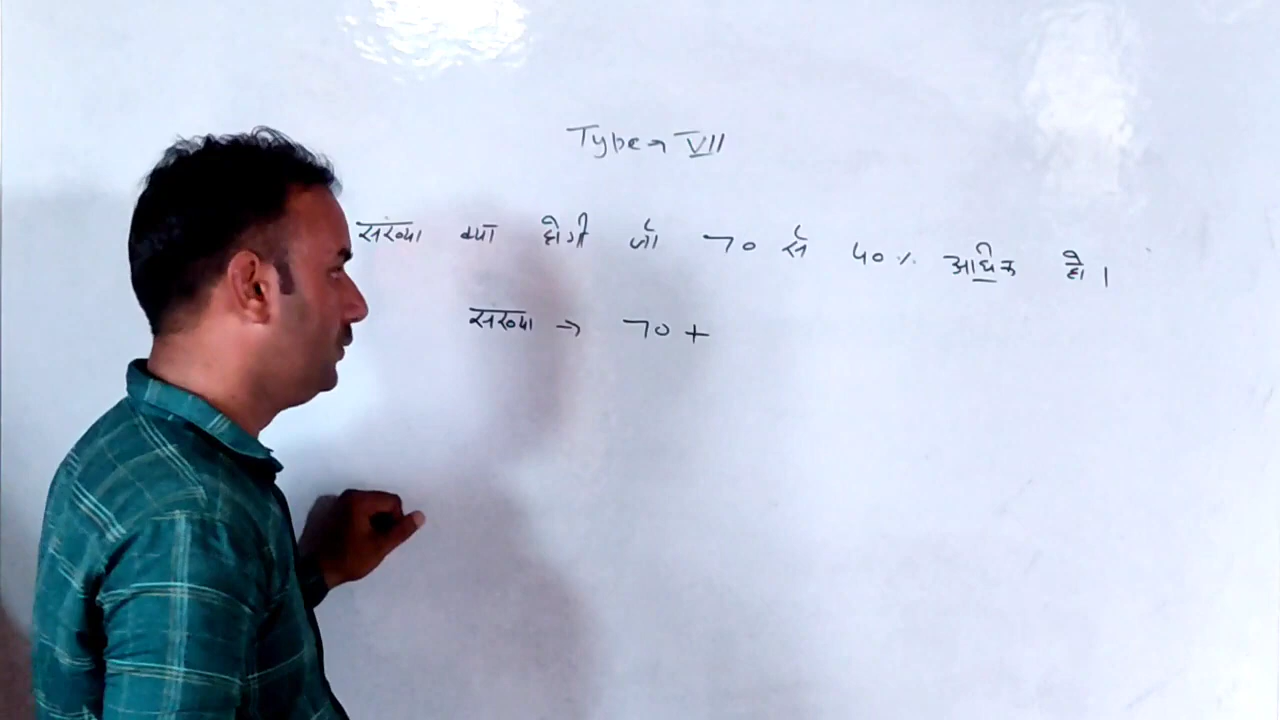 Type → VII
संख्या क्या होगी जो 70 से 40% अधिक है।
संख्या → 70 +